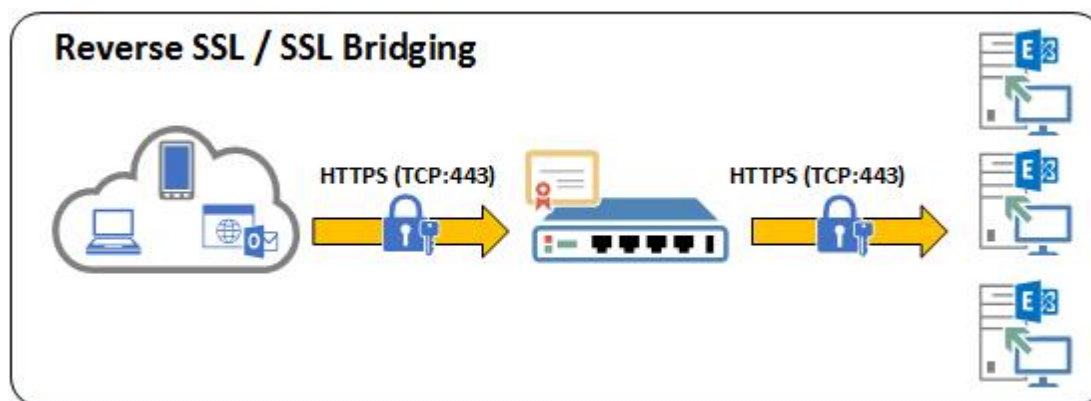 Reverse SSL / SSL Bridging
HTTPS (TCP:443)
HTTPS (TCP:443)
E
E
E
O